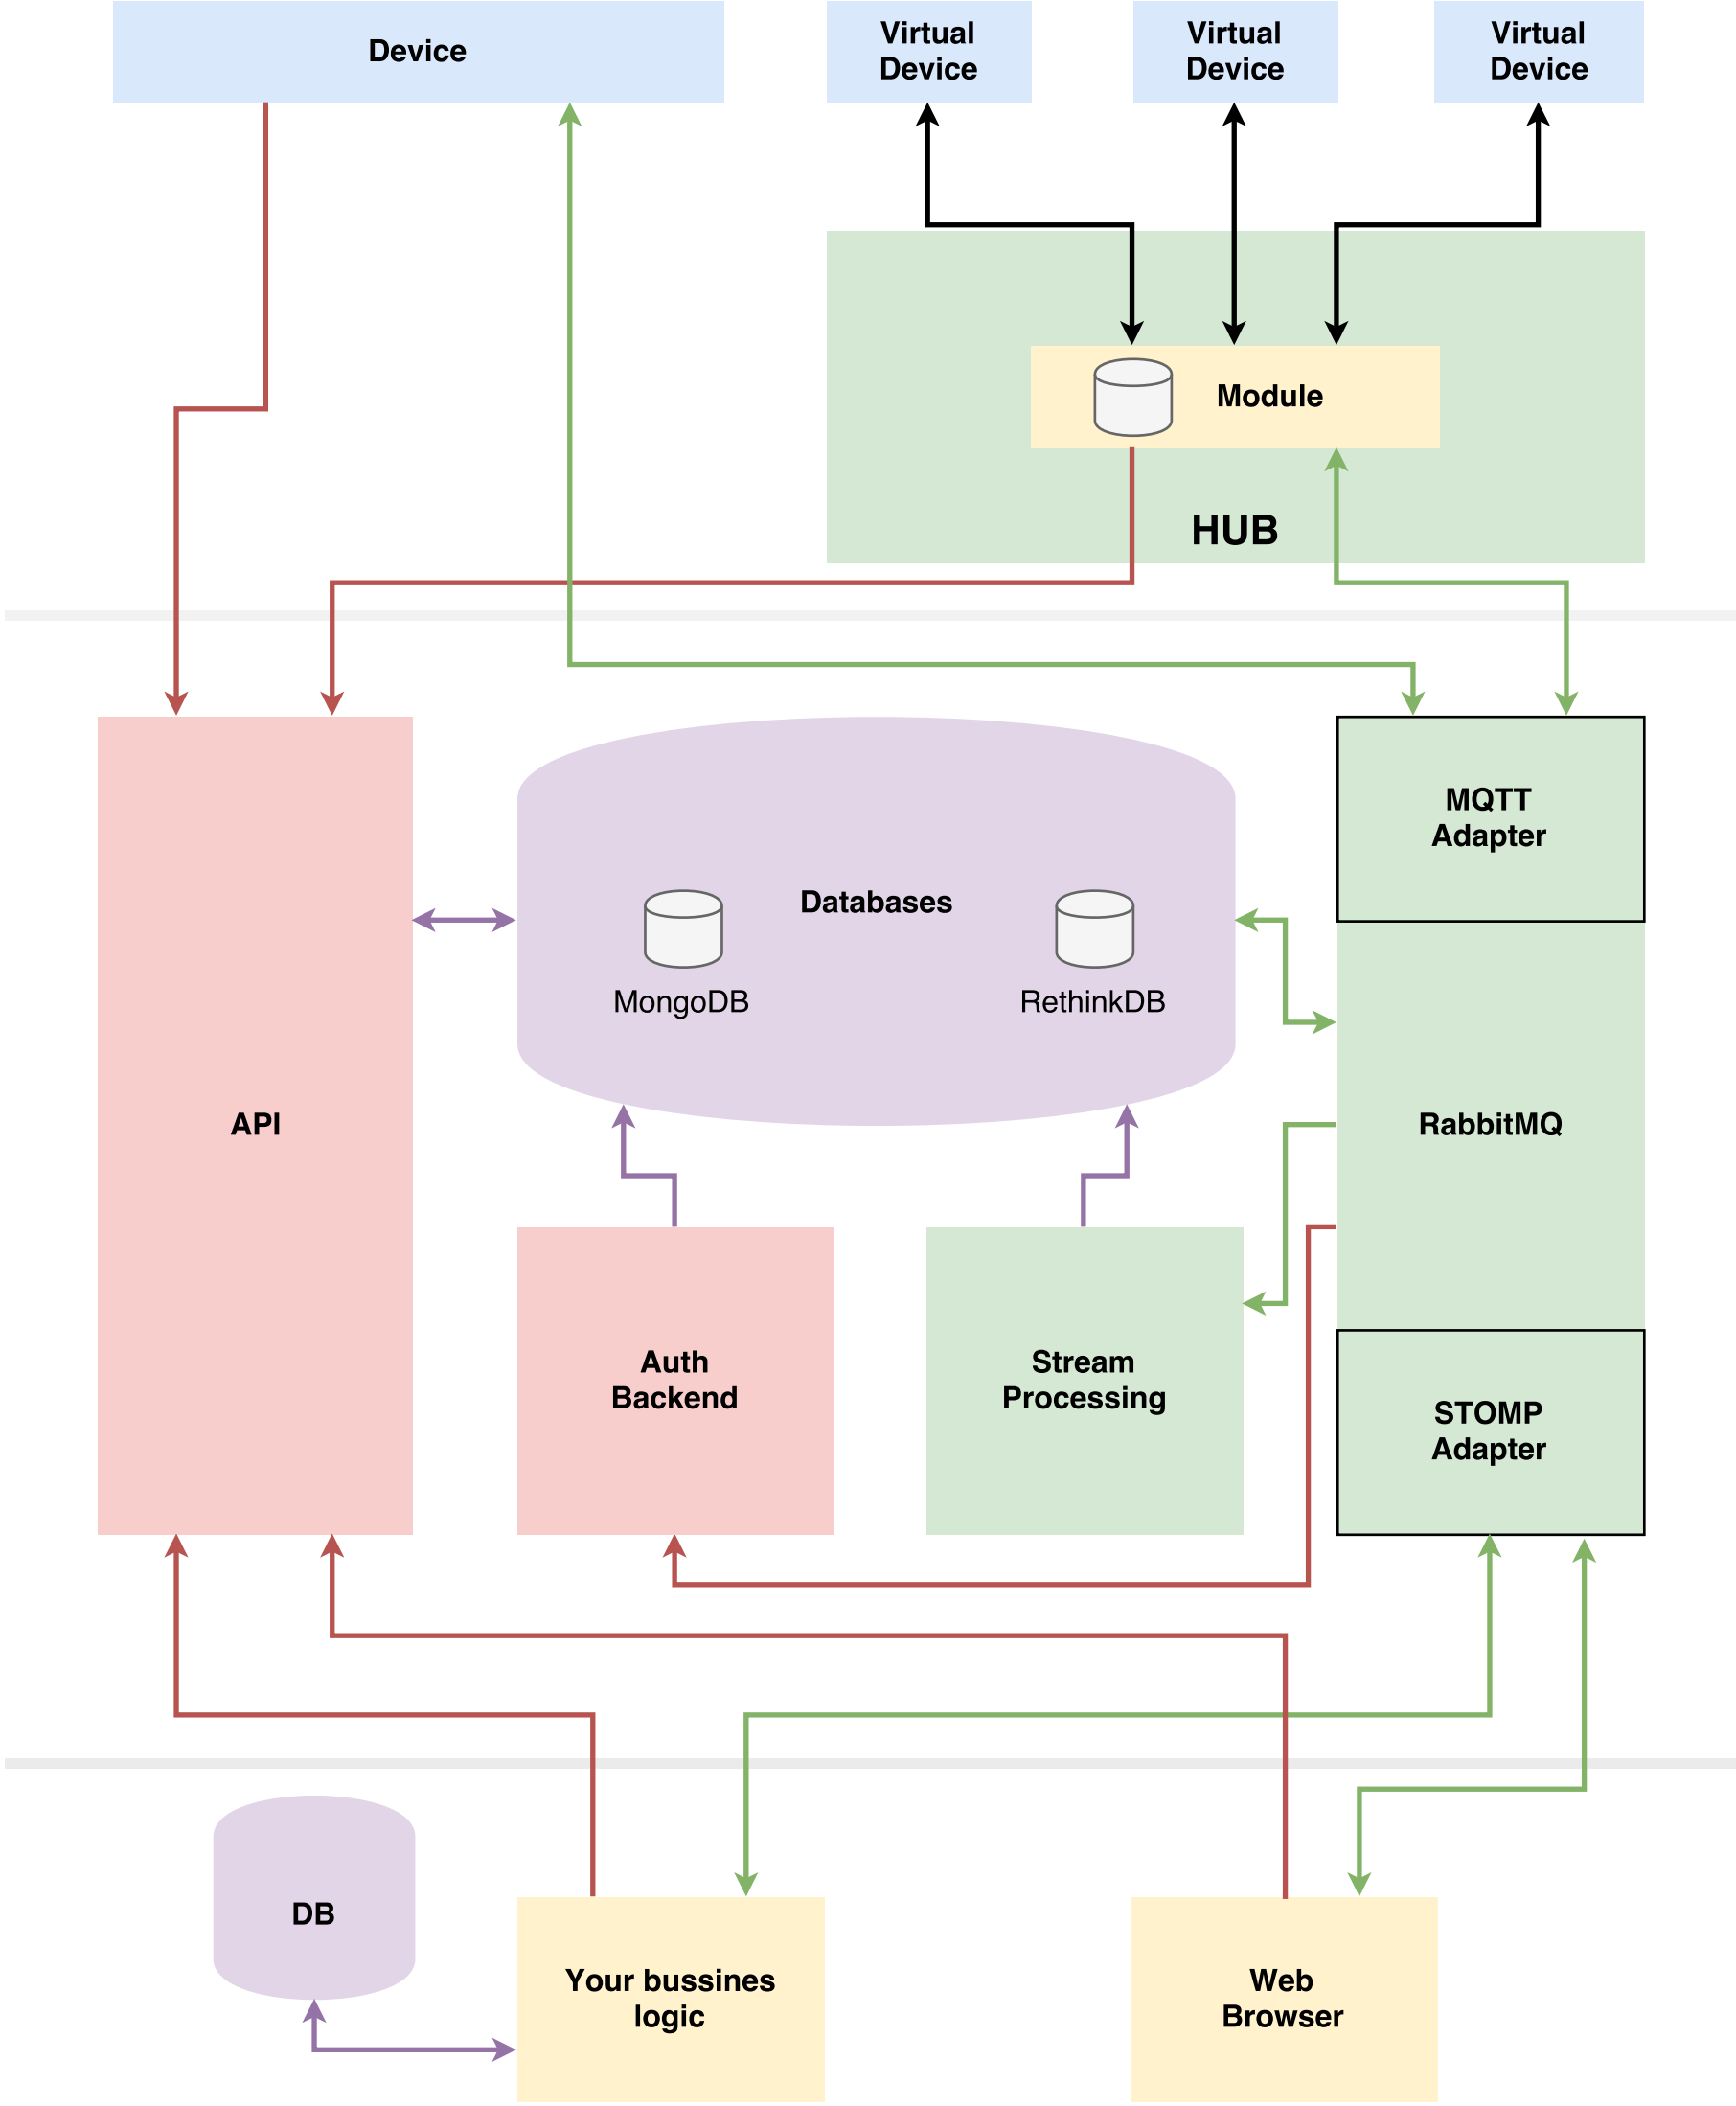 Device
Virtual
Device
Virtual
Device
Virtual
Device
Module
HUB
MQTT
Adapter
Databases
MongoDB
RethinkDB
API
RabbitMQ
Auth
Backend
Stream
Processing
STOMP
Adapter
DB
Your bussines
logic
Web
Browser